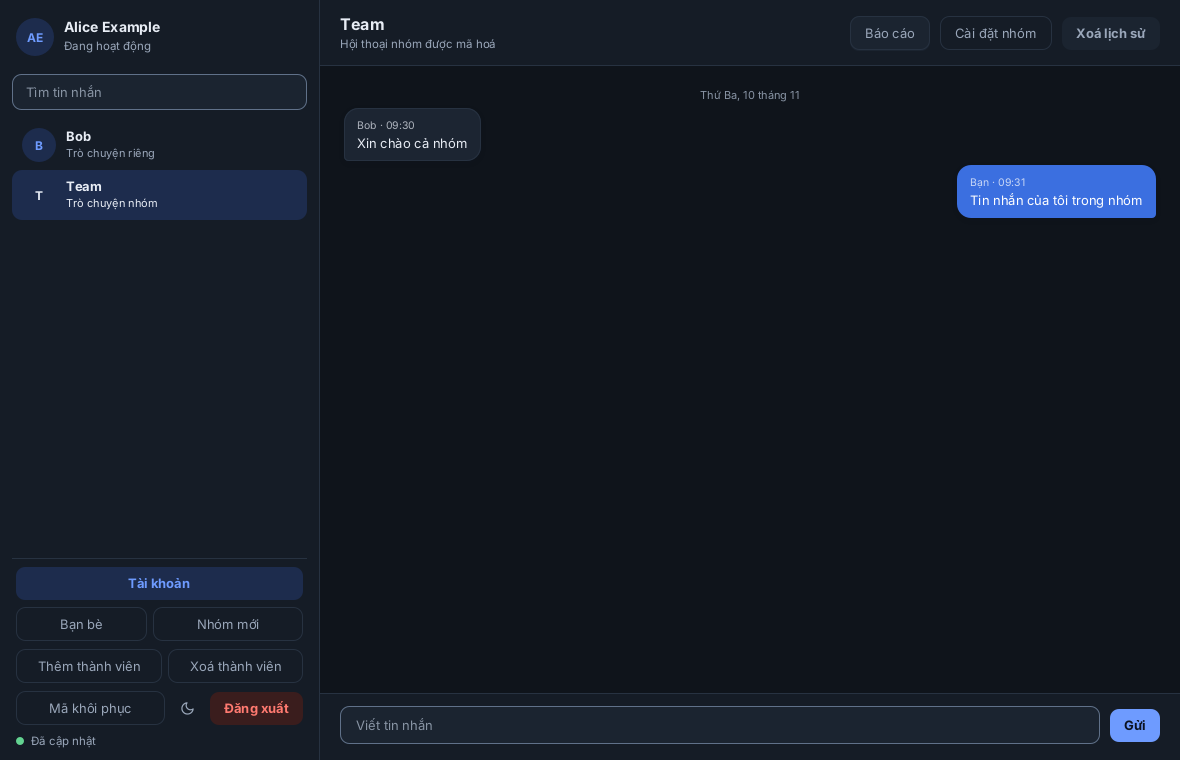 AE
Alice Example
Đang hoạt động
Tìm tin nhắn
B
Bob
Trò chuyện riêng
T
Team
Trò chuyện nhóm
Tài khoản
Bạn bè
Nhóm mới
Thêm thành viên
Xoá thành viên
Mã khôi phục
Đăng xuất
Đã cập nhật
Team
Hội thoại nhóm được mã hoá
Báo cáo
Cài đặt nhóm
Xoá lịch sử
Thứ Ba, 10 tháng 11
Bob · 09:30
Xin chào cả nhóm
Bạn · 09:31
Tin nhắn của tôi trong nhóm
Viết tin nhắn
Gửi